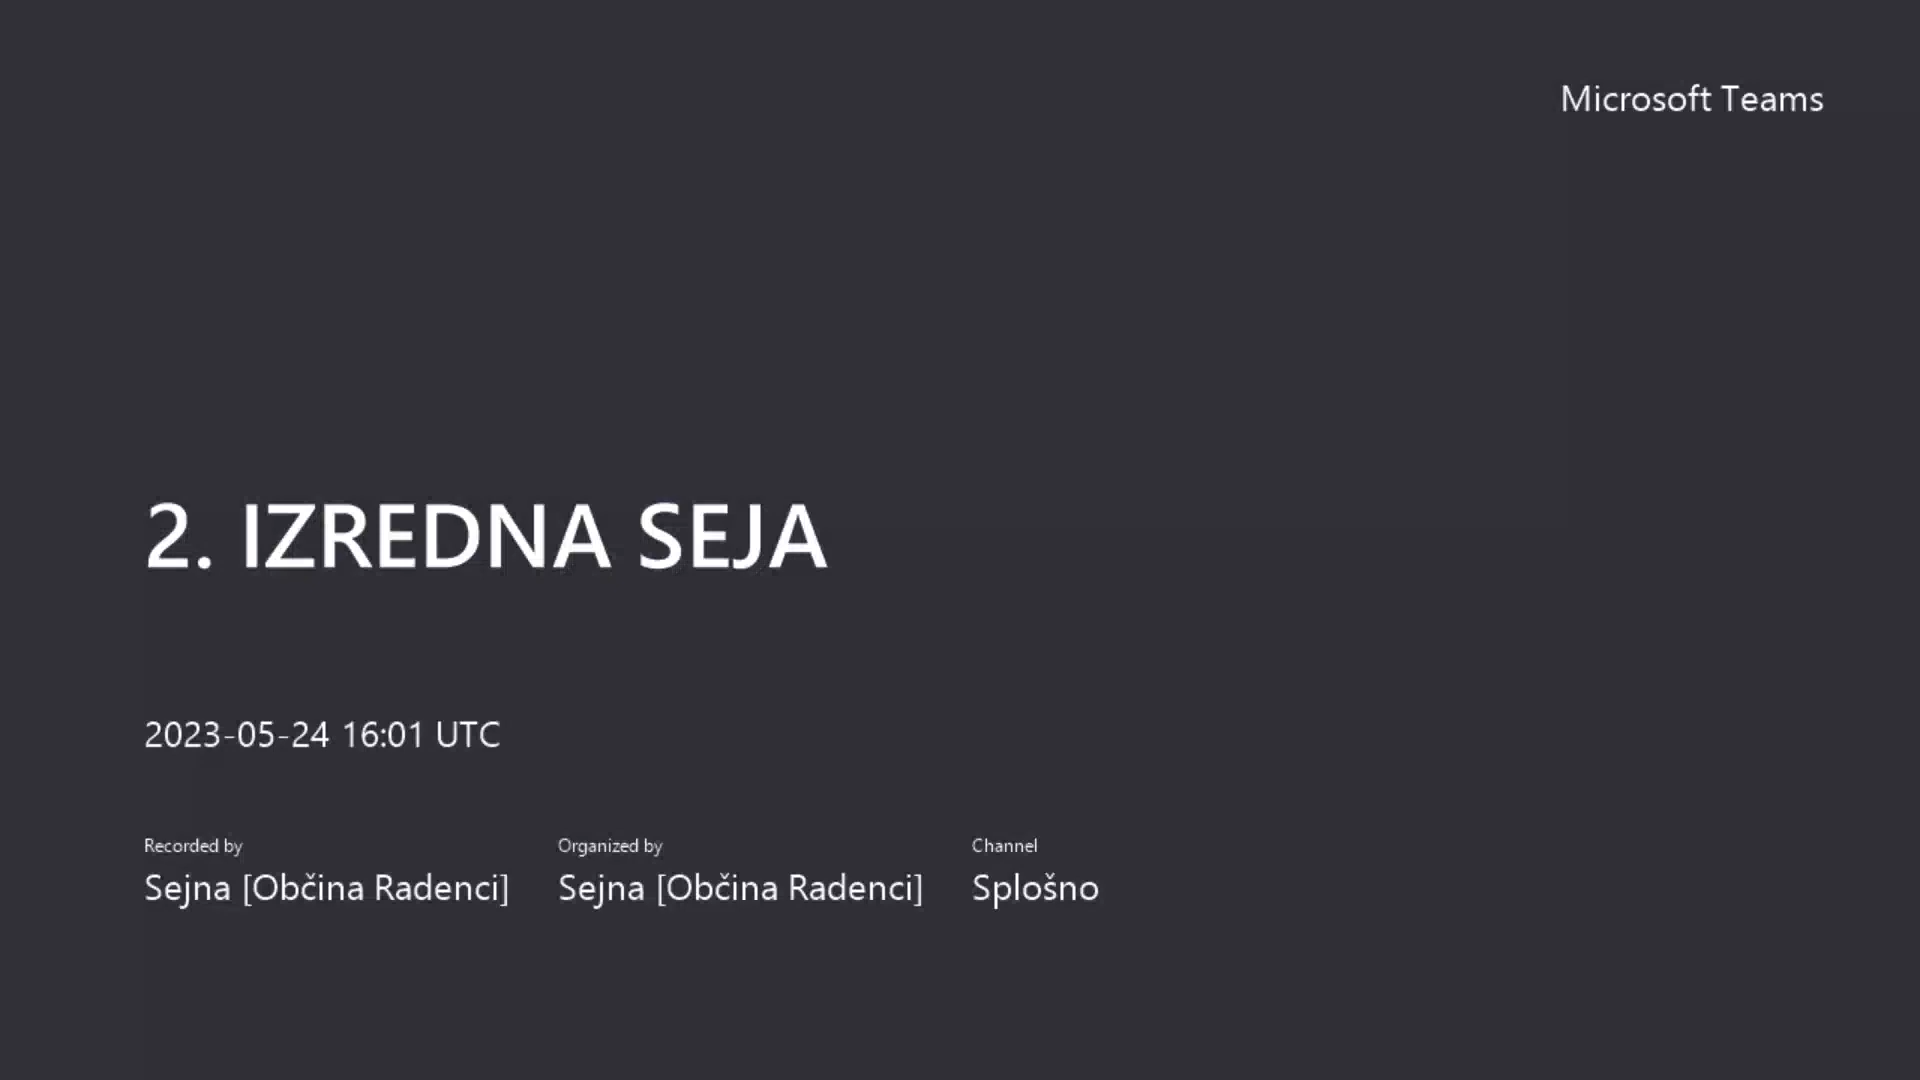 Microsoft Teams
2. IZREDNA SEJA
2023-05-24 16:01 UTC
Recorded by
Sejna [Občina Radenci]
Organized by
Sejna [Občina Radenci]
Channel
Splošno